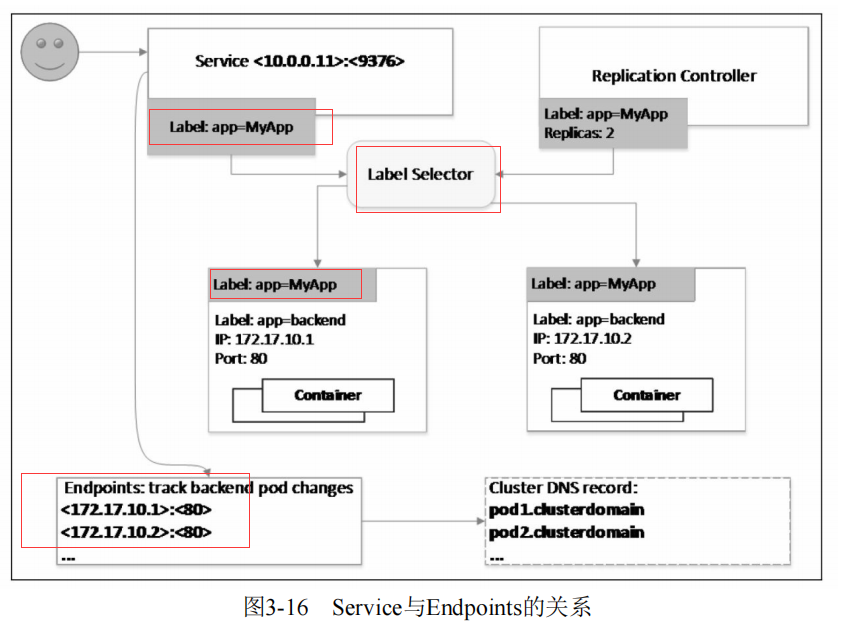 Service <10.0.0.11>:<9376>
Label: app=MyApp
Replication Controller
Label: app=MyApp
Replicas: 2
Label Selector
Label: app=MyApp
Label: app=backend
IP: 172.17.10.1
Port: 80
Container
Label: app=MyApp
Label: app=backend
IP: 172.17.10.2
Port: 80
Container
Endpoints: track backend pod changes
<172.17.10.1>:<80>
<172.17.10.2>:<80>
...
Cluster DNS record:
pod1.clusterdomain
pod2.clusterdomain
...
图3-16 Service与Endpoints的关系